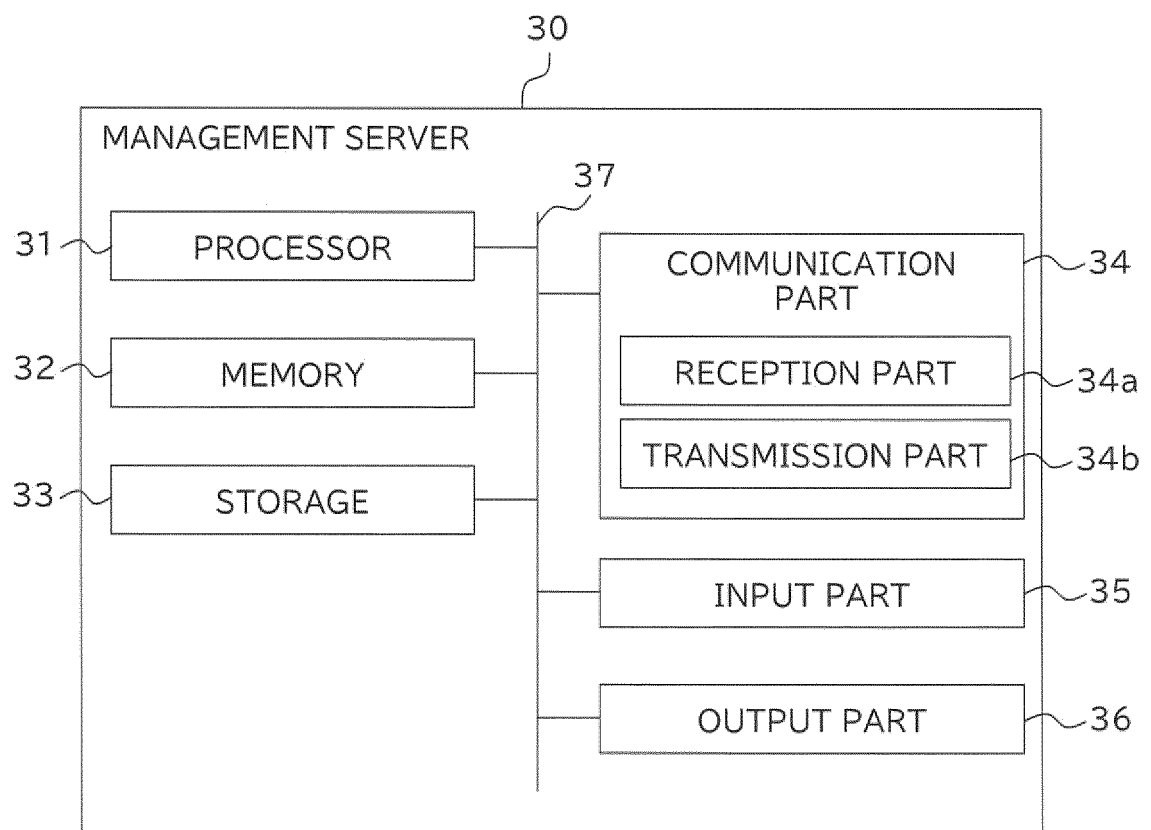 30
MANAGEMENT SERVER
37
31
PROCESSOR
COMMUNICATION
PART
34
32
MEMORY
RECEPTION PART
34a
TRANSMISSION PART
34b
33
STORAGE
INPUT PART
35
OUTPUT PART
36